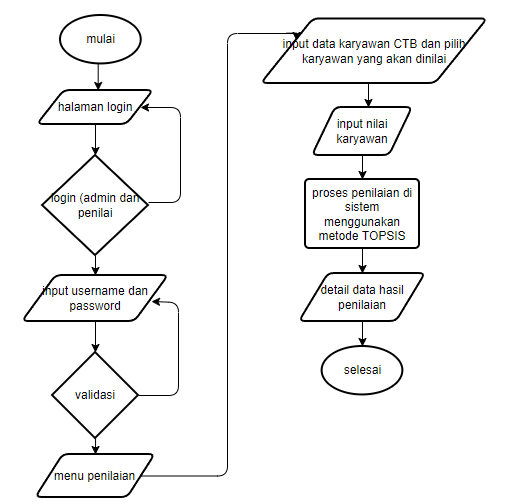 mulai
halaman login
login (admin dan
penilai
input username dan
password
validasi
menu penilaian
input data karyawan CTB dan pilih
karyawan yang akan dinilai
input nilai
karyawan
proses penilaian di
sistem
menggunakan
metode TOPSIS
detail data hasil
penilaian
selesai